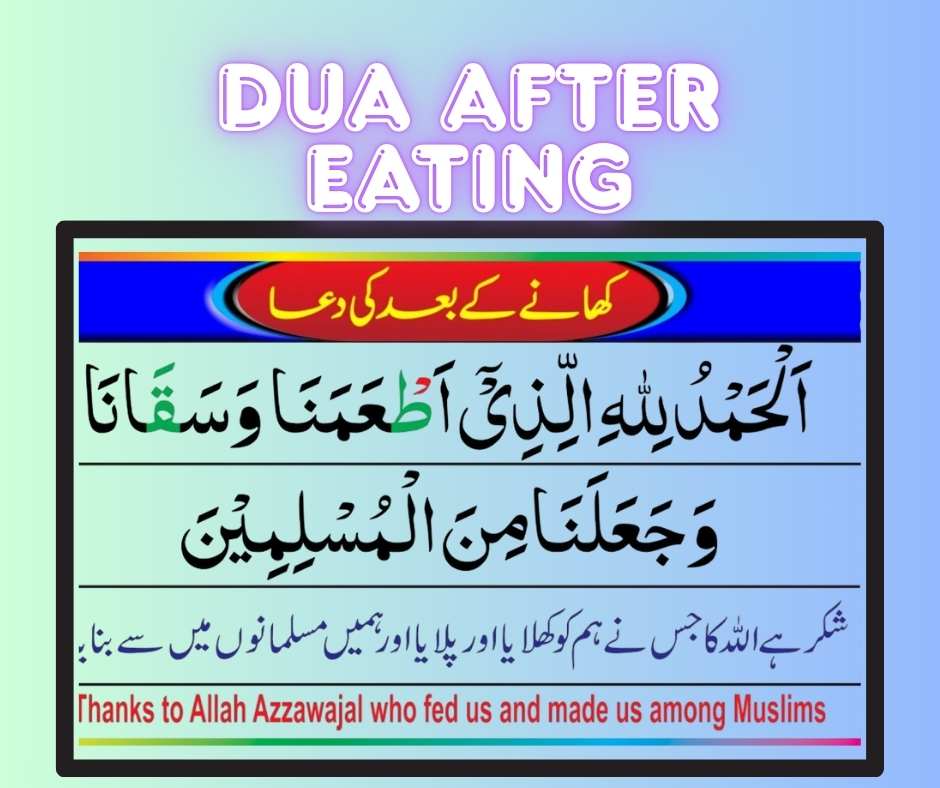 DUA AFTER
EATING
کھانے کے بعد کی دعا
اَلْحَمْدُ لِلّٰهِ الَّذِیْۤ اَطْعَمَنَا وَسَقَانَا
وَجَعَلَنَا مِنَ الْمُسْلِمِیْنَ
شکر ہے اللہ کا جس نے ہم کو کھلایا اور پلایا اور ہمیں مسلمانوں میں سے
Thanks to Allah Azzawajal who fed us and made us among Muslims